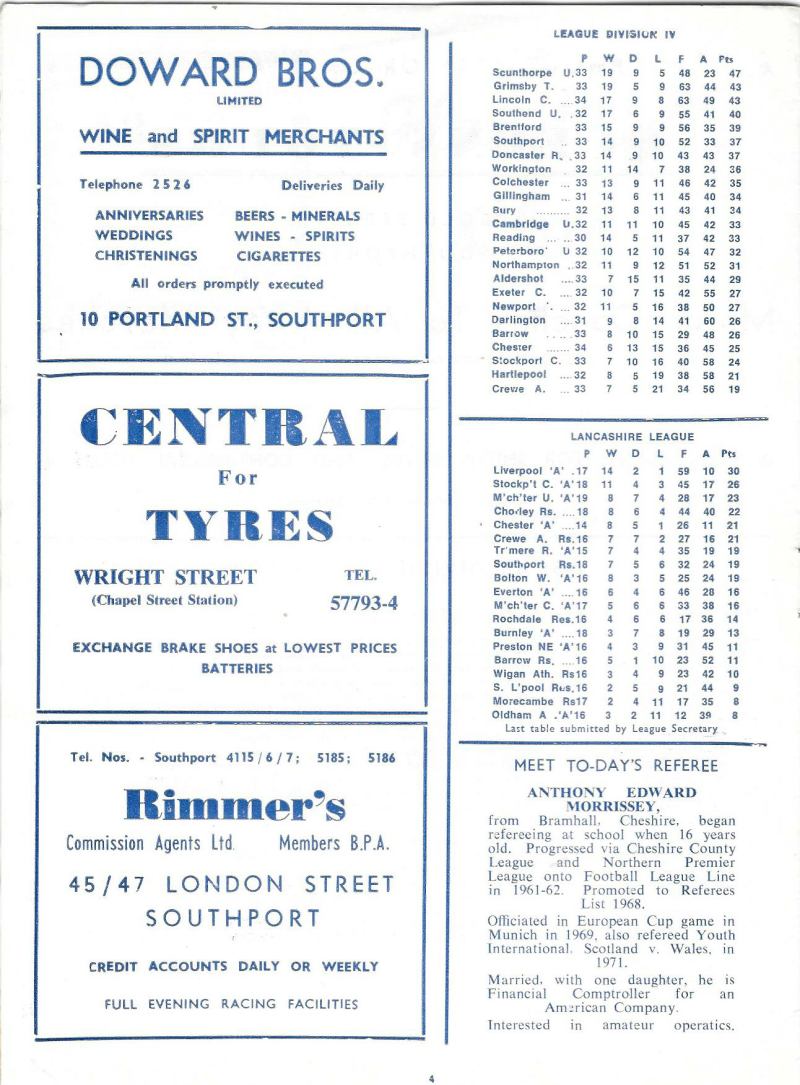 DOWARD BROS.
LIMITED
WINE and SPIRIT MERCHANTS
Telephone 2526 Deliveries Daily
ANNIVERSARIES BEERS - MINERALS
WEDDINGS WINES - SPIRITS
CHRISTENINGS CIGARETTES
All orders promptly executed
10 PORTLAND ST., SOUTHPORT
CENTRAL
For
TYRES
WRIGHT STREET TEL.
(Chapel Street Station) 57793-4
EXCHANGE BRAKE SHOES at LOWEST PRICES
BATTERIES
Tel. Nos. - Southport 4115/6/7; 5185; 5186
Rimmer's
Commission Agents Ltd. Members B.P.A.
45/47 LONDON STREET
SOUTHPORT
CREDIT ACCOUNTS DAILY OR WEEKLY
FULL EVENING RACING FACILITIES
LEAGUE DIVISION IV
P W D L F A Pts
Scunthorpe U. 33 19 9 5 48 23 47
Grimsby T. .. 33 19 5 9 63 44 43
Lincoln C. .... 34 17 9 8 63 49 43
Southend U. . 32 17 6 9 55 41 40
Brentford 33 15 9 9 56 35 39
Southport .. 33 14 9 10 52 33 37
Doncaster R. . 33 14 9 10 43 43 37
Workington . 32 11 14 7 38 24 36
Colchester ... 33 13 9 11 46 42 35
Gillingham ... 31 14 6 11 45 40 34
Bury .......... 32 13 8 11 43 41 34
Cambridge U. 32 11 11 10 45 42 33
Reading ... ... 30 14 5 11 37 42 33
Peterboro' U 32 10 12 10 54 47 32
Northampton .. 32 11 9 12 51 52 31
Aldershot .... 33 7 15 11 35 44 29
Exeter C. .... 32 10 7 15 42 55 27
Newport .... 32 11 5 16 38 50 27
Darlington .... 31 9 8 14 41 60 26
Barrow .... 33 8 10 15 29 48 26
Chester ....... 34 6 13 15 36 45 25
Stockport C. 33 7 10 16 40 58 24
Hartlepool .... 32 8 5 19 38 58 21
Crewe A. ... 33 7 5 21 34 56 19
LANCASHIRE LEAGUE
P W D L F A Pts
Liverpool 'A' . 17 14 2 1 59 10 30
Stockp't C. 'A' 18 11 4 3 45 17 26
M'ch'ter U. 'A' 19 8 7 4 28 17 23
Chorley Rs. .... 18 8 6 4 44 40 22
Chester 'A' .... 14 8 5 1 26 11 21
Crewe A. Rs. 16 7 7 2 27 16 21
Tr'mere R. 'A' 15 7 4 4 35 19 19
Southport Rs. 18 7 5 6 32 24 19
Bolton W. 'A' 16 8 3 5 25 24 19
Everton 'A' .... 16 6 4 6 46 28 16
M'ch'ter C. 'A' 17 5 6 6 33 38 16
Rochdale Res. 16 4 6 6 17 36 14
Burnley 'A' .... 18 3 7 8 19 29 13
Preston NE 'A' 16 4 3 9 31 45 11
Barrow Rs. .... 16 5 1 10 23 52 11
Wigan Ath. Rs 16 3 4 9 23 42 10
S. L'pool Res. 16 2 5 9 21 44 9
Morecambe Rs 17 2 4 11 17 35 8
Oldham A .'A' 16 3 2 11 12 39 8
Last table submitted by League Secretary
MEET TO-DAY'S REFEREE
ANTHONY EDWARD
MORRISSEY,
from Bramhall, Cheshire, began
refereeing at school when 16 years
old. Progressed via Cheshire County
League and Northern Premier
League onto Football League Line
in 1961-62. Promoted to Referees
List 1968.
Officiated in European Cup game in
Munich in 1969, also refereed Youth
International, Scotland v. Wales, in
1971.
Married, with one daughter, he is
Financial Comptroller for an
American Company.
Interested in amateur operatics.
4